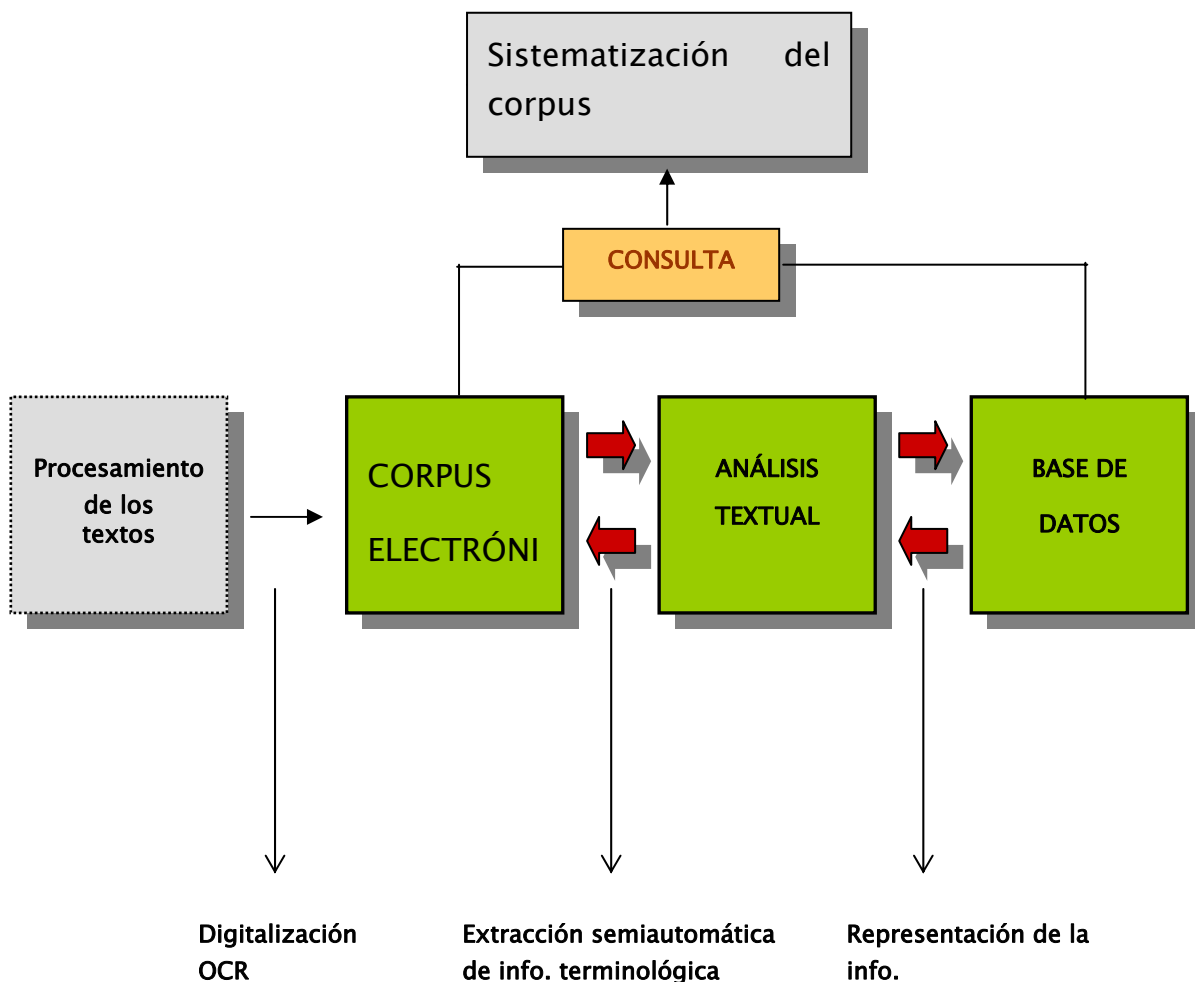 Sistematización del
corpus
CONSULTA
Procesamiento
de los
textos
CORPUS
ELECTRÓNI
ANÁLISIS
TEXTUAL
BASE DE
DATOS
Digitalización
OCR
Extracción semiautomática
de info. terminológica
Representación de la
info.